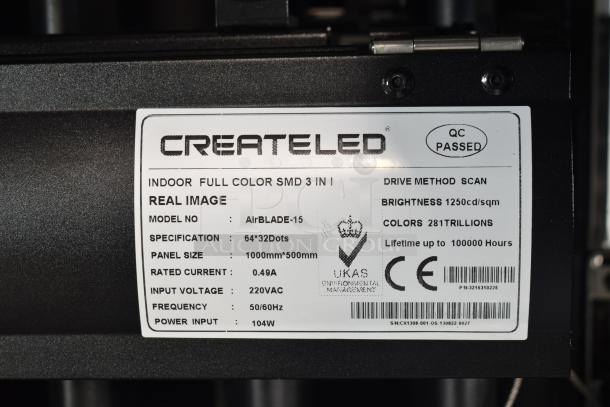 CREATELED®
QC
PASSED
INDOOR FULL COLOR SMD 3 IN I
REAL IMAGE
MODEL NO : AirBLADE-15
SPECIFICATION : 64*32Dots
PANEL SIZE : 1000mm*500mm
RATED CURRENT : 0.49A
INPUT VOLTAGE : 220VAC
FREQUENCY : 50/60Hz
POWER INPUT : 104W
DRIVE METHOD SCAN
BRIGHTNESS 1250cd/sqm
COLORS 281TRILLIONS
Lifetime up to 100000 Hours
UKAS
ENVIRONMENTAL
MANAGEMENT
CE
AUCTION GROUP